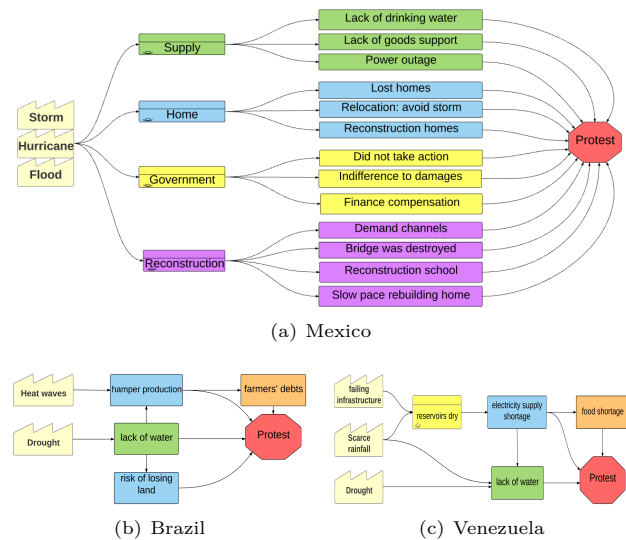 Storm
Hurricane
Flood
Supply
Home
Government
Reconstruction
Lack of drinking water
Lack of goods support
Power outage
Lost homes
Relocation: avoid storm
Reconstruction homes
Did not take action
Indifference to damages
Finance compensation
Demand channels
Bridge was destroyed
Reconstruction school
Slow pace rebuilding home
Protest
(a) Mexico
Heat waves
Drought
hamper production
lack of water
risk of losing
land
farmers' debts
Protest
(b) Brazil
failing
infrastructure
Scarce
rainfall
Drought
reservoirs dry
electricity supply
shortage
lack of water
food shortage
Protest
(c) Venezuela